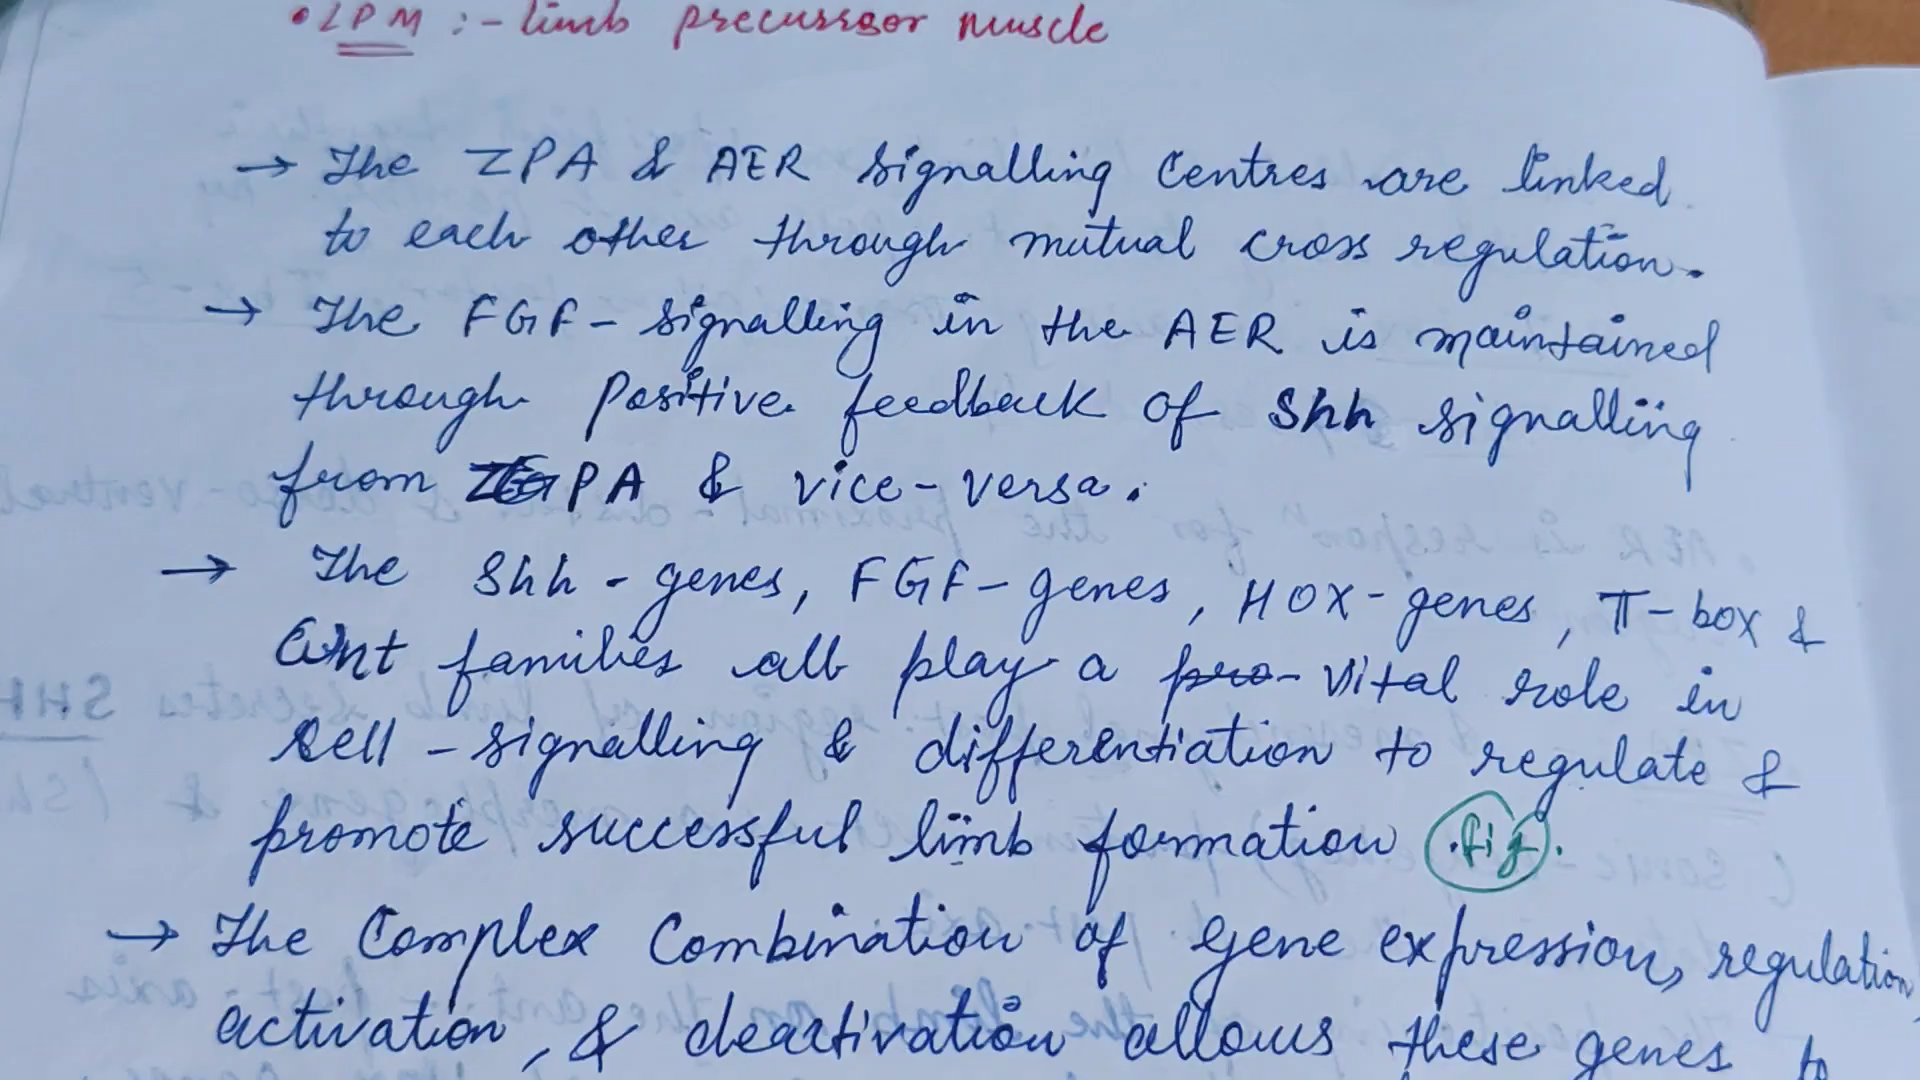 • LPM :- limb precurssor muscle
→ The ZPA & AER signalling centres are linked
to each other through mutual cross regulation.
→ The FGF - signalling in the AER is maintained
through positive feedback of Shh signalling
from ZPA & vice-versa.
→ The Shh - genes, FGF - genes, HOX - genes, T-box &
Wnt families all play a pro- vital role in
cell - signalling & differentiation to regulate &
promote successful limb formation .fig.
→ The Complex Combination of gene expression, regulation,
activation, & deactivation allows these genes to